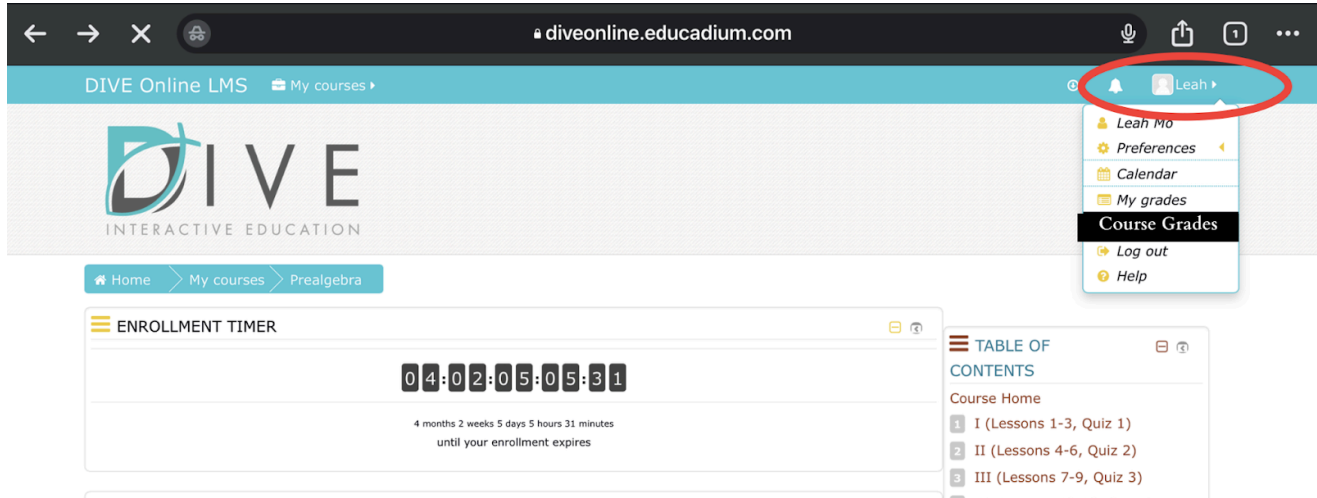 diveonline.educadium.com
1
DIVE Online LMS My courses
Leah
Leah Mo
Preferences
Calendar
My grades
Course Grades
Log out
Help
DIVE
INTERACTIVE EDUCATION
Home My courses Prealgebra
ENROLLMENT TIMER
04:02:05:05:31
4 months 2 weeks 5 days 5 hours 31 minutes
until your enrollment expires
TABLE OF
CONTENTS
Course Home
1 I (Lessons 1-3, Quiz 1)
2 II (Lessons 4-6, Quiz 2)
3 III (Lessons 7-9, Quiz 3)